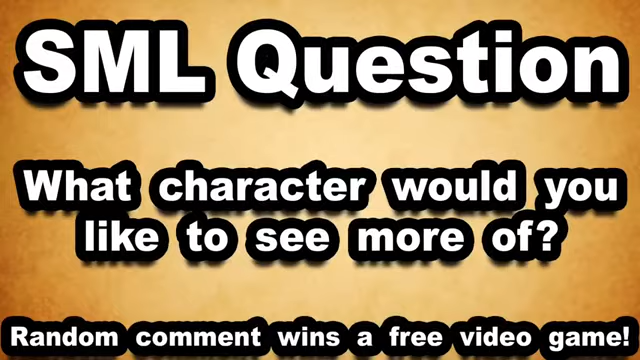 SML Question
What character would you
like to see more of?
Random comment wins a free video game!